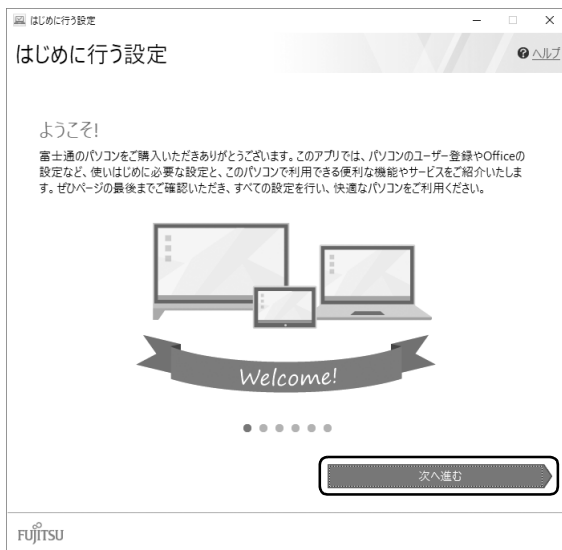 はじめに行う設定
はじめに行う設定
ヘルプ
ようこそ!
富士通のパソコンをご購入いただきありがとうございます。このアプリでは、パソコンのユーザー登録やOfficeの
設定など、使いはじめに必要な設定と、このパソコンで利用できる便利な機能やサービスをご紹介いたしま
す。ぜひページの最後までご確認いただき、すべての設定を行い、快適なパソコンをご利用ください。
Welcome!
次へ進む
FUJITSU